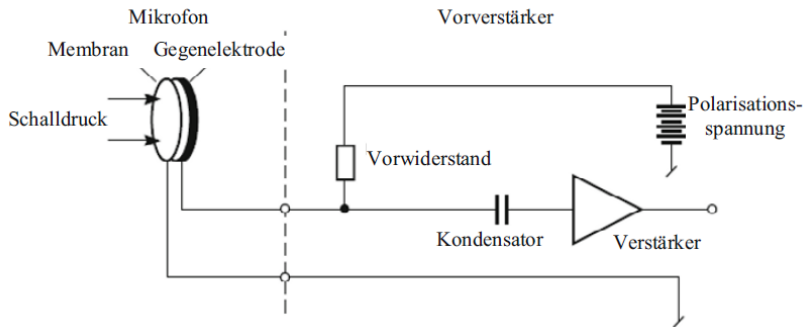 Mikrofon
Vorverstärker
Membran Gegenelektrode
Schalldruck
Polarisations-
spannung
Vorwiderstand
Kondensator
Verstärker